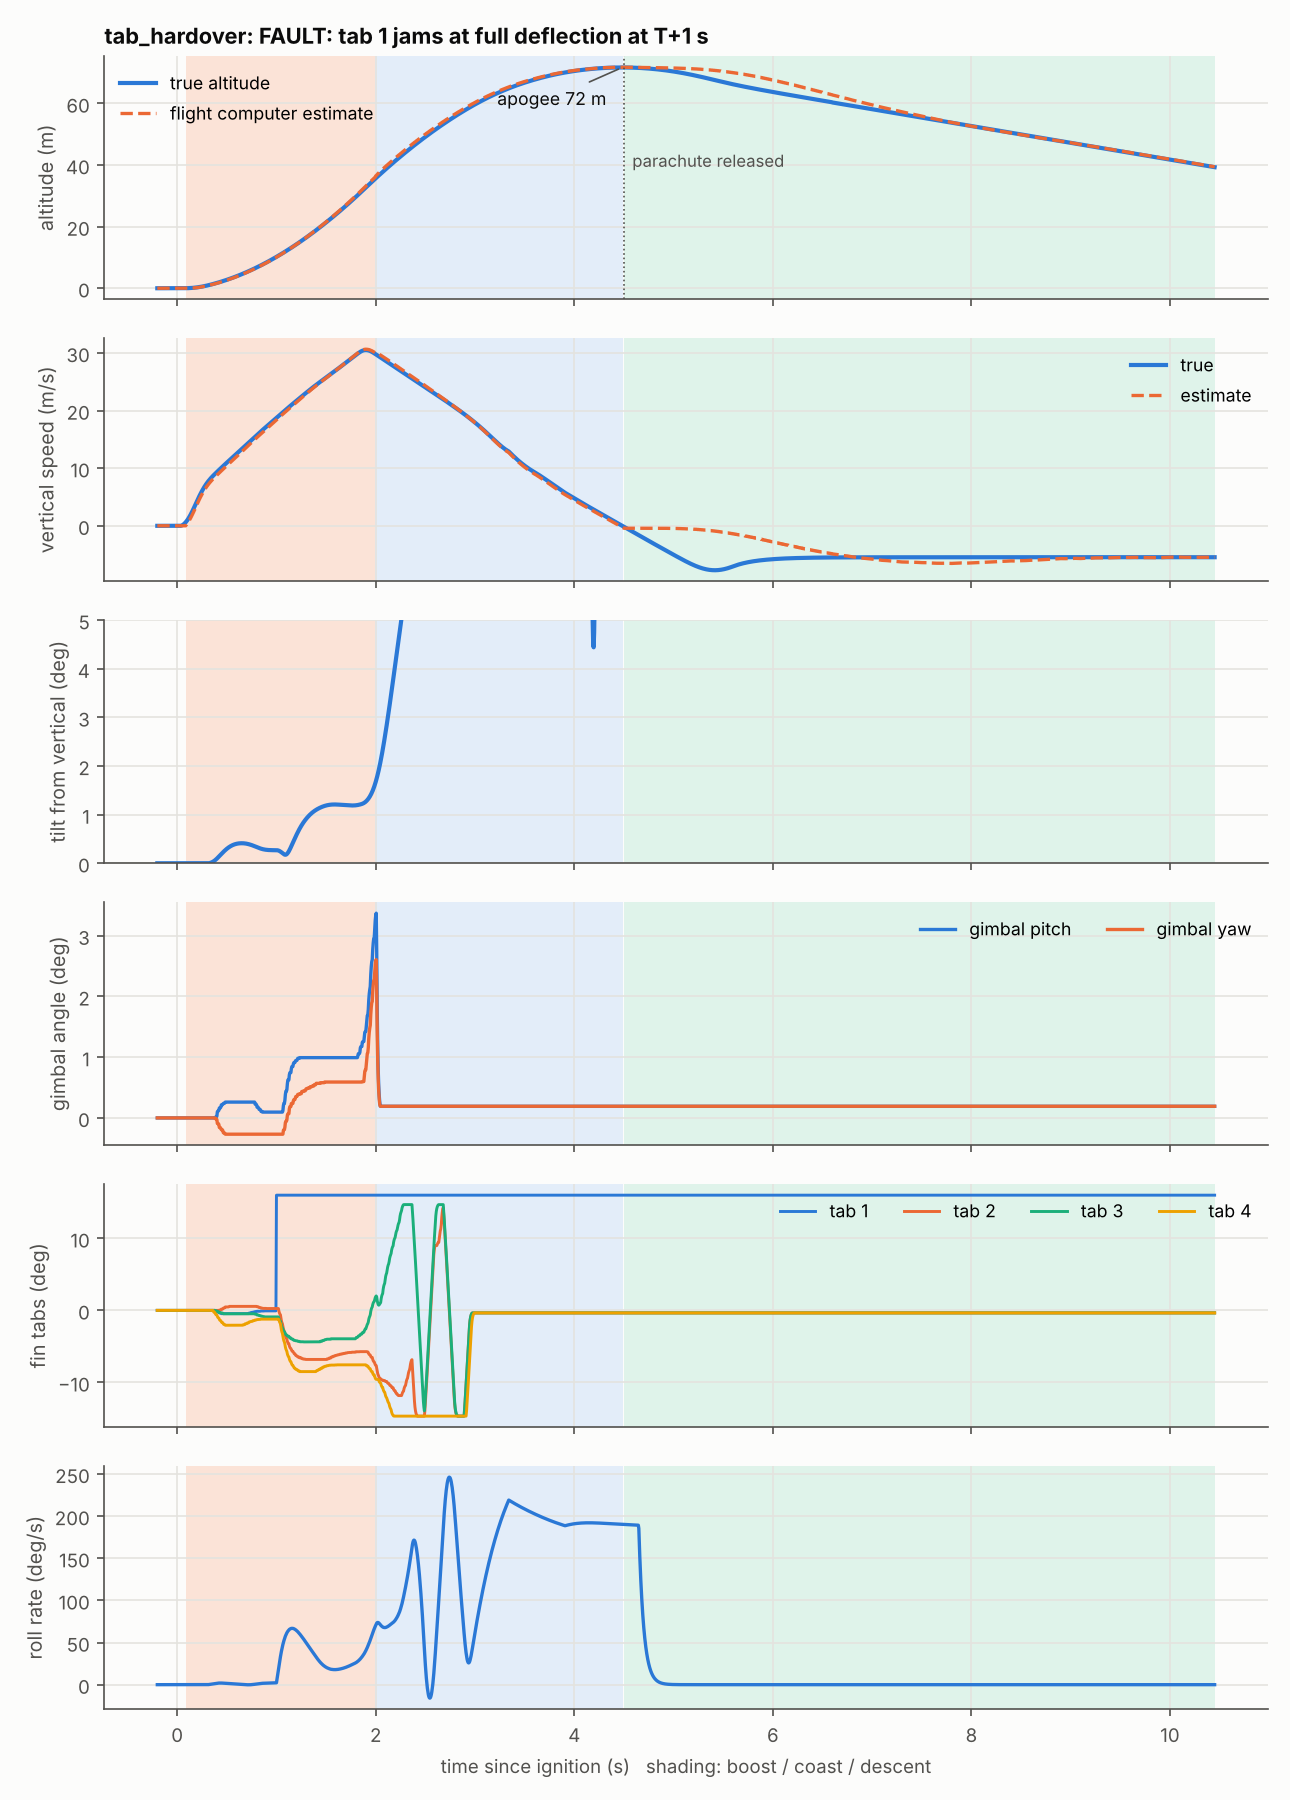 tab_hardover: FAULT: tab 1 jams at full deflection at T+1 s
true altitude
flight computer estimate
apogee 72 m
parachute released
altitude (m)
60
40
20
0
true
estimate
vertical speed (m/s)
30
20
10
0
tilt from vertical (deg)
5
4
3
2
1
0
gimbal pitch
gimbal yaw
gimbal angle (deg)
3
2
1
0
tab 1
tab 2
tab 3
tab 4
fin tabs (deg)
10
0
−10
roll rate (deg/s)
250
200
150
100
50
0
0 2 4 6 8 10
time since ignition (s) shading: boost / coast / descent